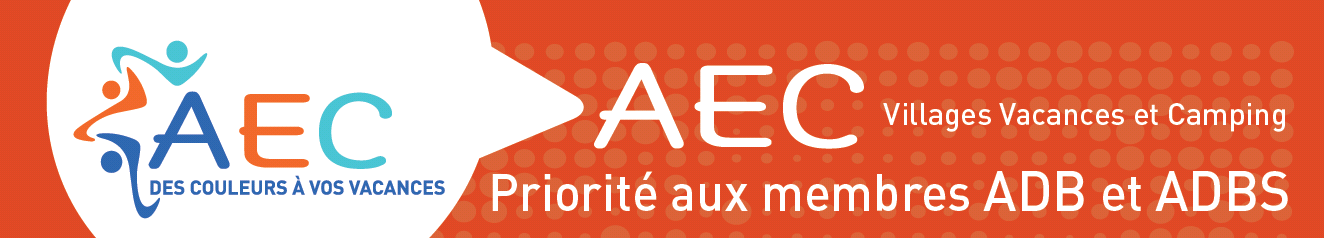 AEC
DES COULEURS À VOS VACANCES
AEC Villages Vacances et Camping
Priorité aux membres ADB et ADBS